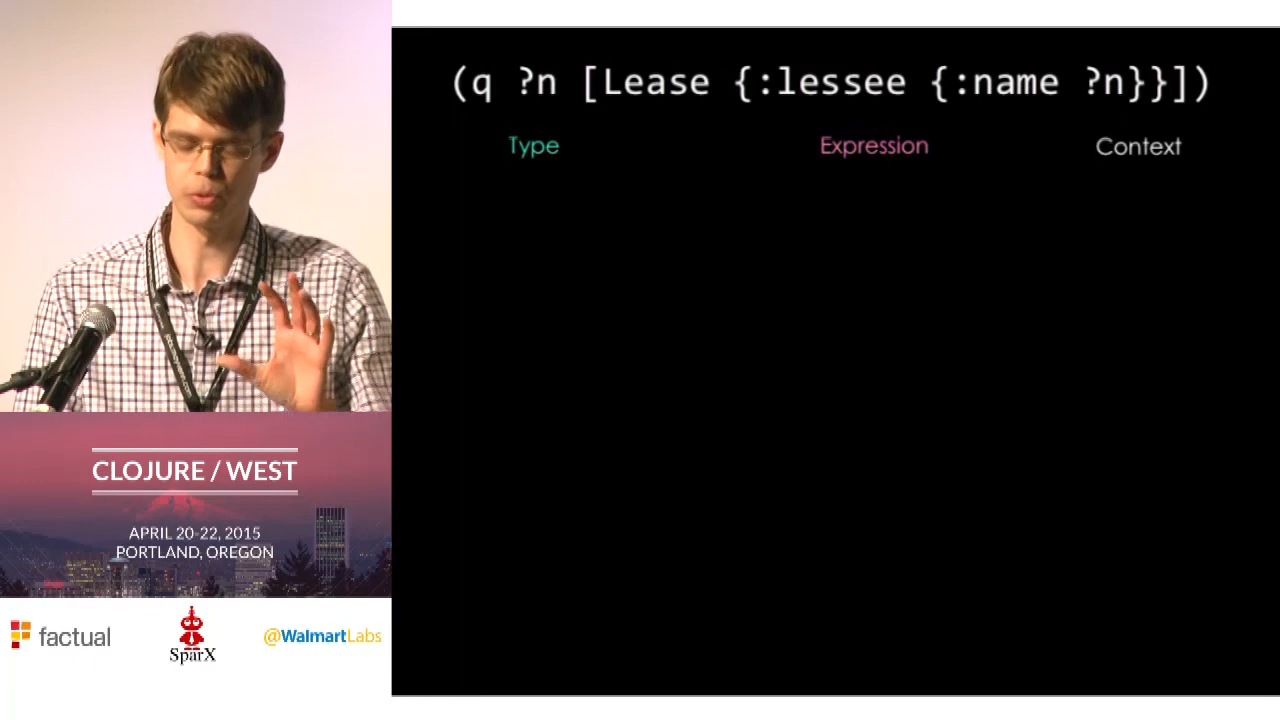 (q ?n [Lease {:lessee {:name ?n}}])
Type Expression Context
CLOJURE / WEST
APRIL 20-22, 2015
PORTLAND, OREGON
factual
SparX
@WalmartLabs